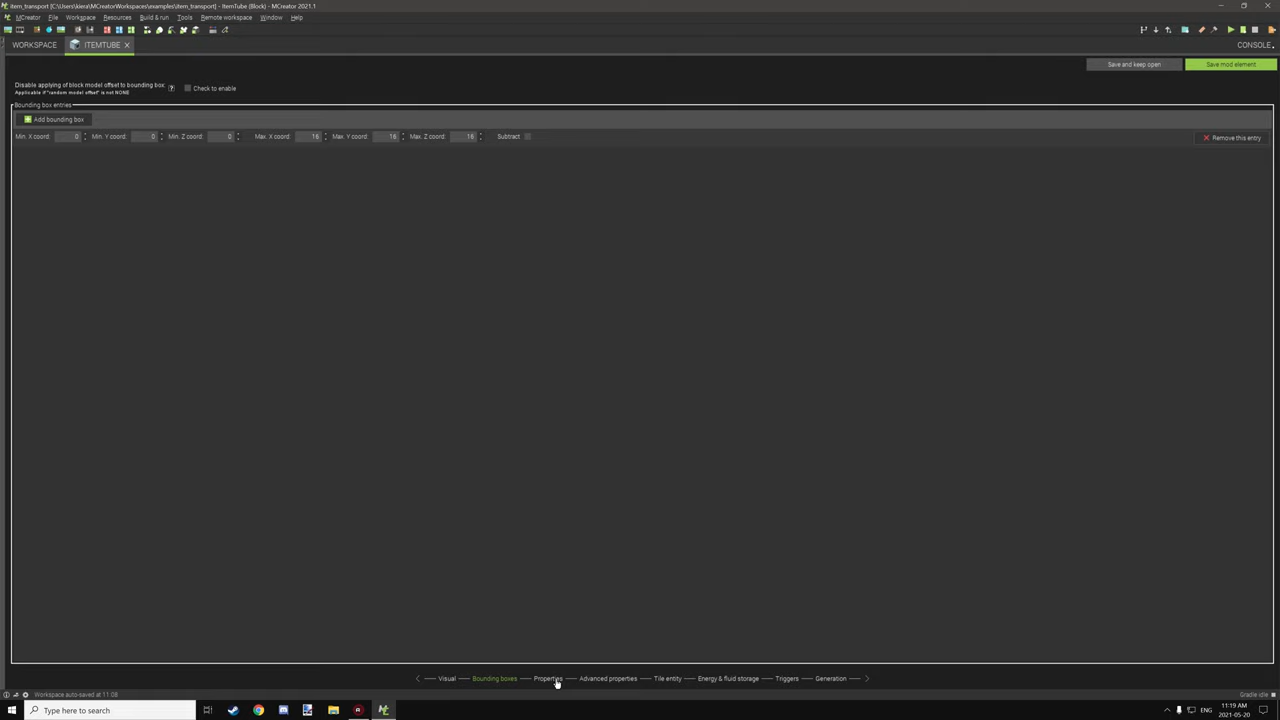 item_transport [C:\Users\kiera\MCreatorWorkspaces\examples\item_transport] - ItemTube (Block) - MCreator 2021.1
MCreator File Workspace Resources Build & run Tools Remote workspace Window Help
WORKSPACE ITEMTUBE CONSOLE
Save and keep open Save mod element
Disable applying of block model offset to bounding box: ? Check to enable
Applicable if "random model offset" is not NONE
Bounding box entries
Add bounding box
Min. X coord: 0 Min. Y coord: 0 Min. Z coord: 0 Max. X coord: 16 Max. Y coord: 16 Max. Z coord: 16 Subtract Remove this entry
Visual Bounding boxes Properties Advanced properties Tile entity Energy & fluid storage Triggers Generation
Workspace auto-saved at 11:08 Gradle idle
Type here to search ENG 11:19 AM
2021-05-20